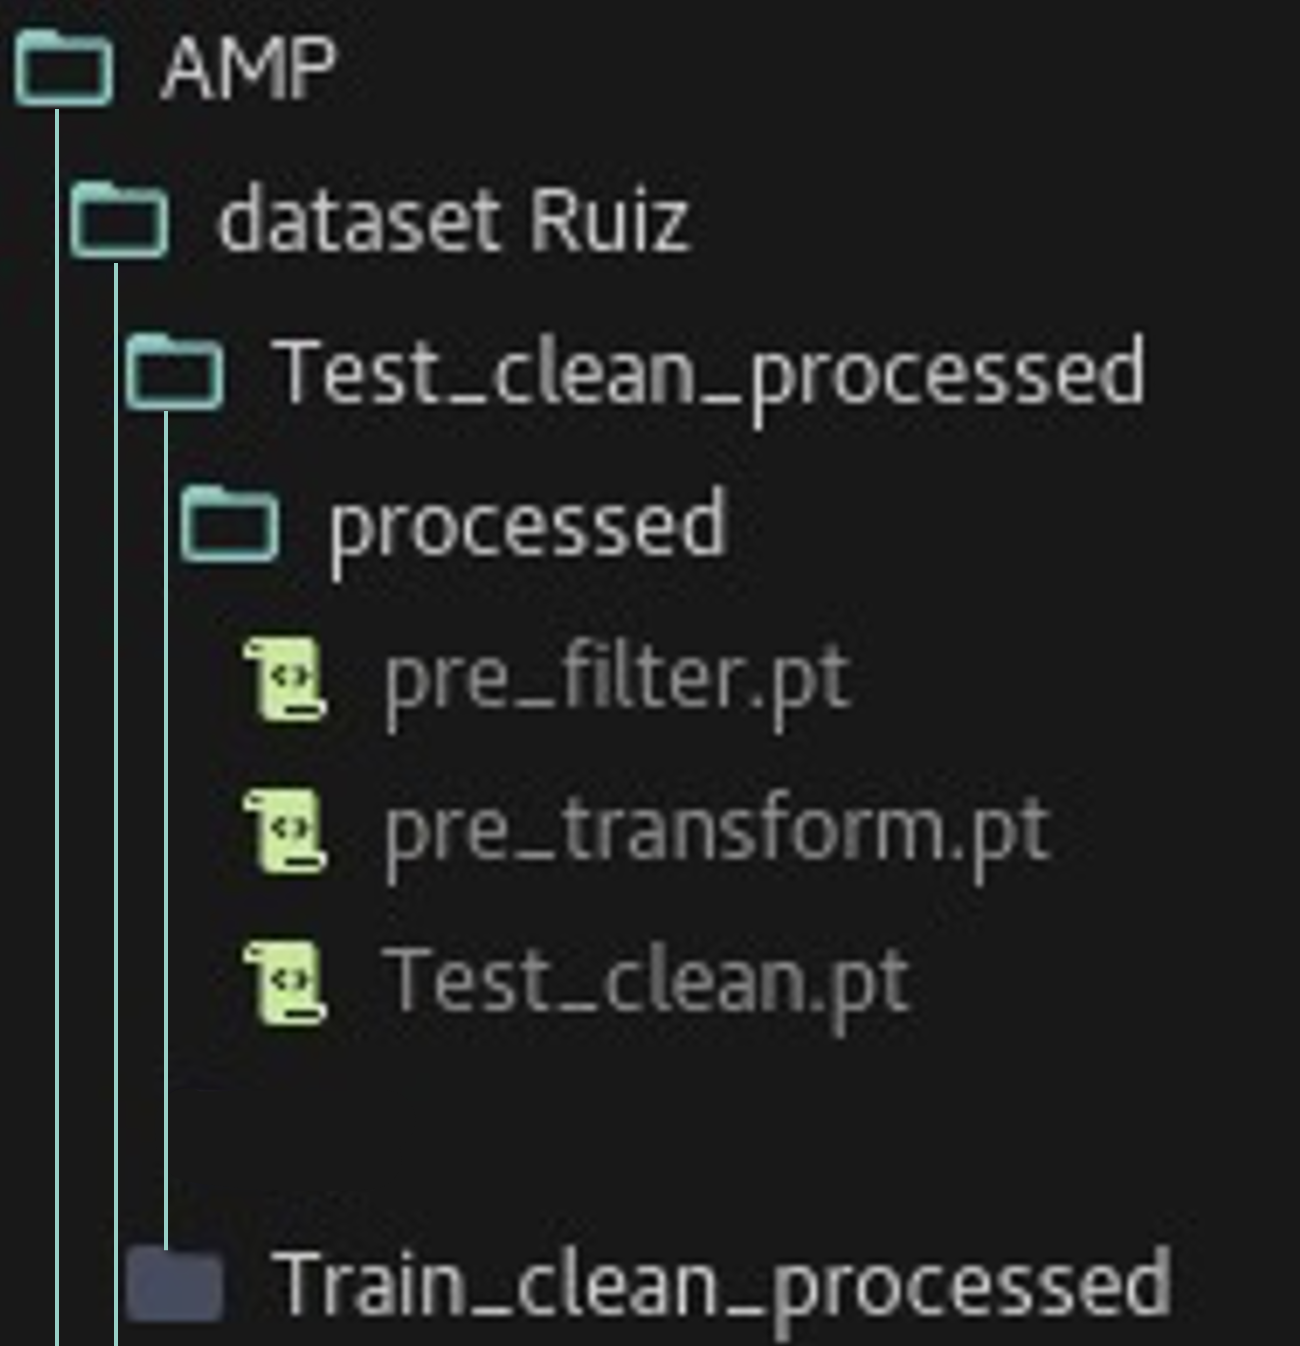 AMP
dataset Ruiz
Test_clean_processed
processed
pre_filter.pt
pre_transform.pt
Test_clean.pt
Train_clean_processed